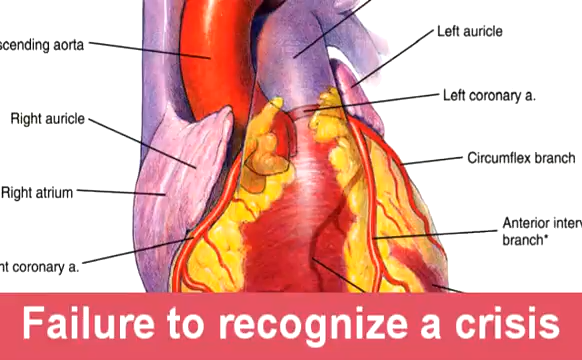 Left auricle
scending aorta
Left coronary a.
Right auricle
Circumflex branch
Right atrium
Anterior interv
branch*
nt coronary a.
Failure to recognize a crisis